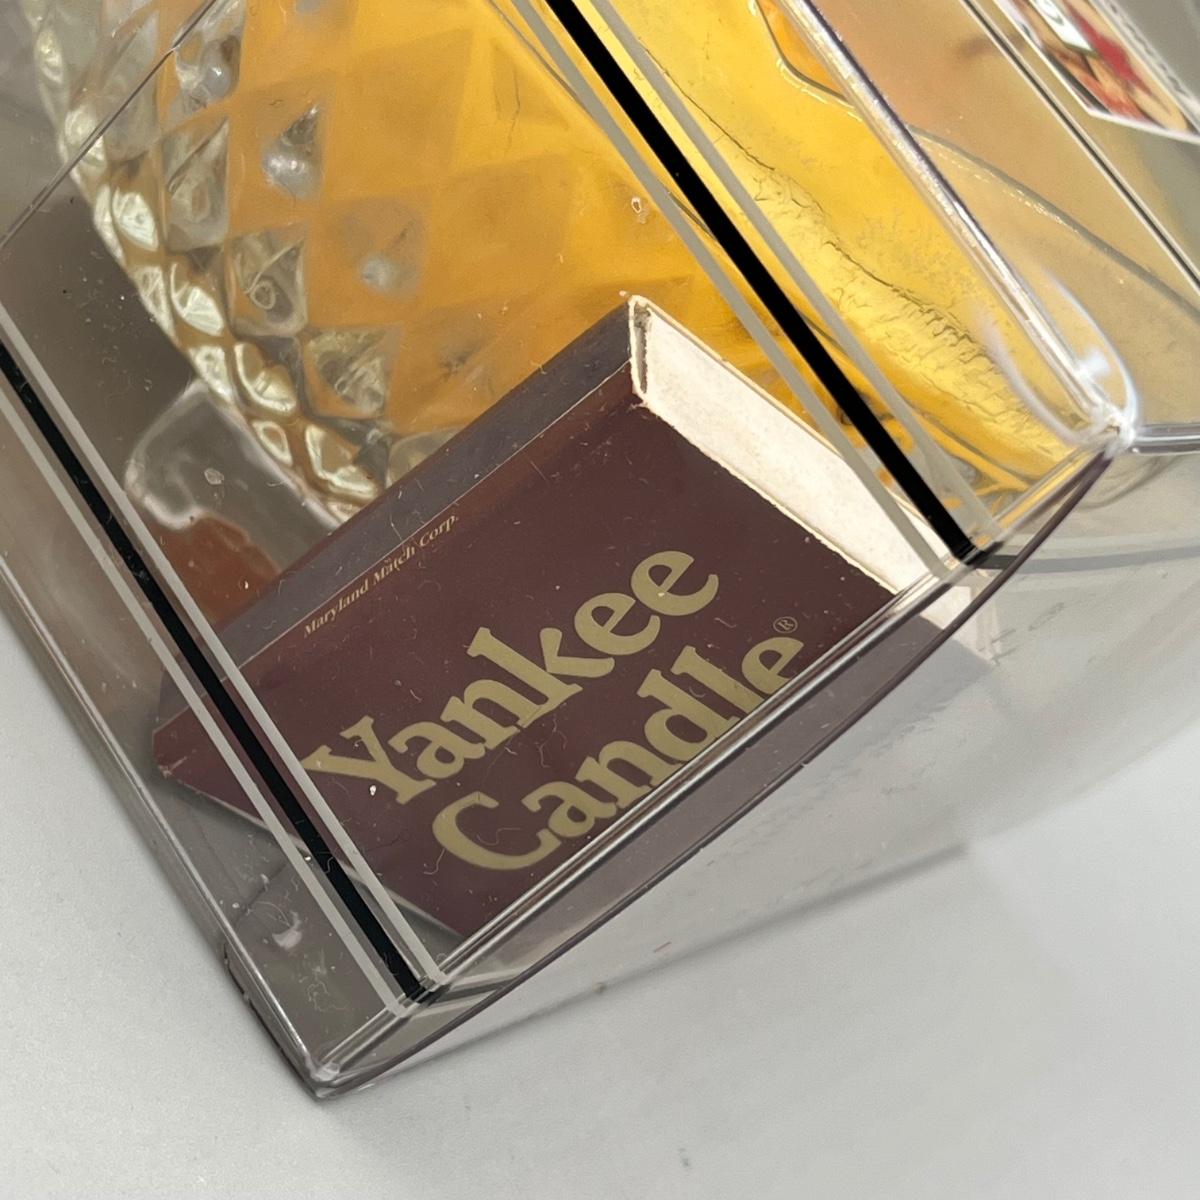 Maryland Match Corp.
Yankee
Candle®